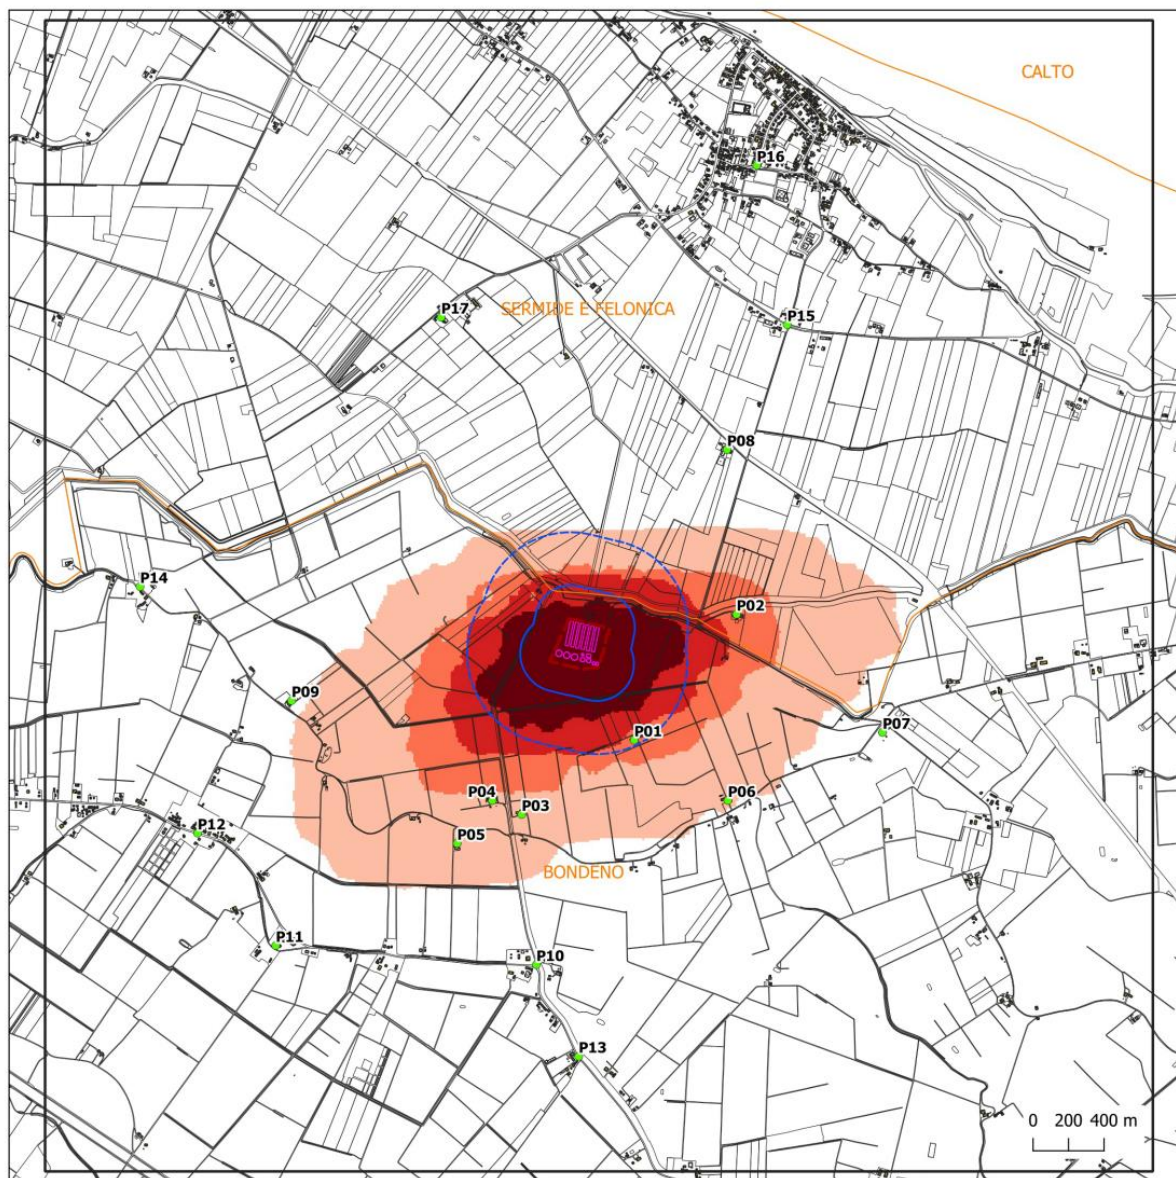 CALTO
P16
P17
SERMIDE E FELONICA
P15
P08
P14
P02
P09
P01
P07
P04
P03
P06
P12
P05
BONDENO
P11
P10
P13
0 200 400 m